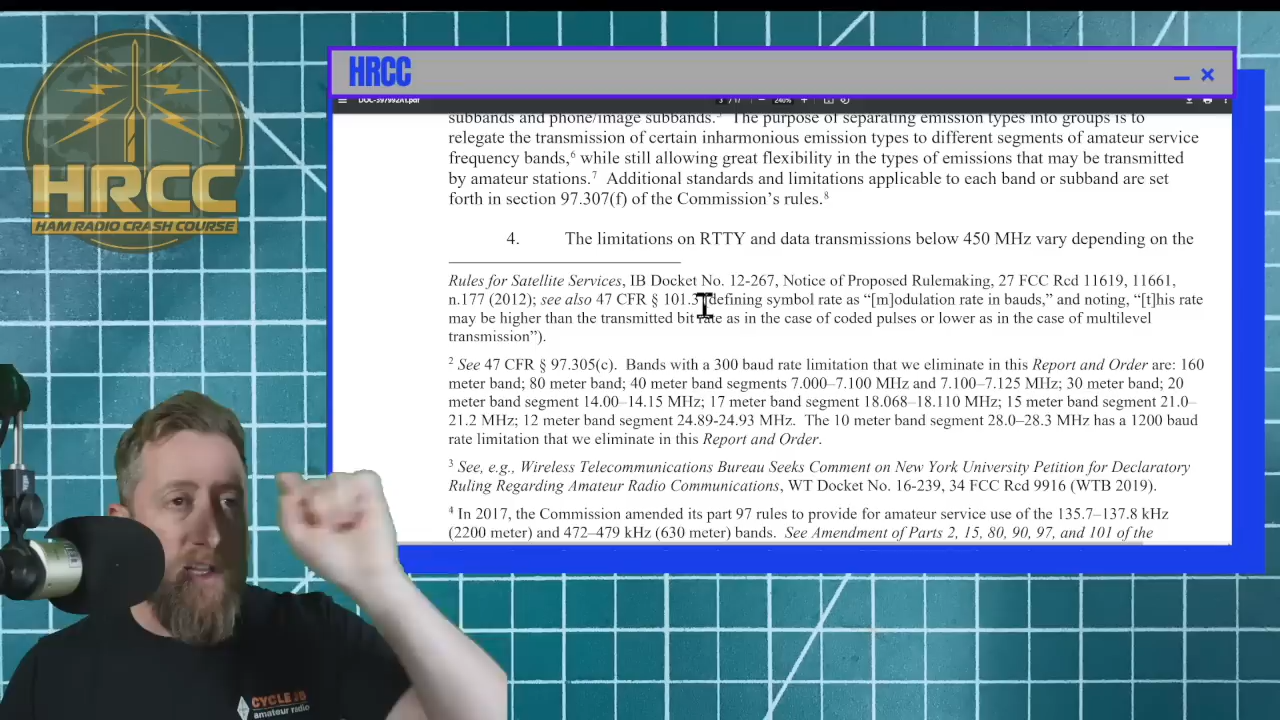 HRCC
HRCC
HAM RADIO CRASH COURSE
DOC-397992A1.pdf
3 / 17 — 240% +
subbands and phone/image subbands.5 The purpose of separating emission types into groups is to
relegate the transmission of certain inharmonious emission types to different segments of amateur service
frequency bands,6 while still allowing great flexibility in the types of emissions that may be transmitted
by amateur stations.7 Additional standards and limitations applicable to each band or subband are set
forth in section 97.307(f) of the Commission's rules.8
4. The limitations on RTTY and data transmissions below 450 MHz vary depending on the
Rules for Satellite Services, IB Docket No. 12-267, Notice of Proposed Rulemaking, 27 FCC Rcd 11619, 11661,
n.177 (2012); see also 47 CFR § 101.3 (defining symbol rate as “[m]odulation rate in bauds,” and noting, “[t]his rate
may be higher than the transmitted bit rate as in the case of coded pulses or lower as in the case of multilevel
transmission”).
2 See 47 CFR § 97.305(c). Bands with a 300 baud rate limitation that we eliminate in this Report and Order are: 160
meter band; 80 meter band; 40 meter band segments 7.000–7.100 MHz and 7.100–7.125 MHz; 30 meter band; 20
meter band segment 14.00–14.15 MHz; 17 meter band segment 18.068–18.110 MHz; 15 meter band segment 21.0–
21.2 MHz; 12 meter band segment 24.89-24.93 MHz. The 10 meter band segment 28.0–28.3 MHz has a 1200 baud
rate limitation that we eliminate in this Report and Order.
3 See, e.g., Wireless Telecommunications Bureau Seeks Comment on New York University Petition for Declaratory
Ruling Regarding Amateur Radio Communications, WT Docket No. 16-239, 34 FCC Rcd 9916 (WTB 2019).
4 In 2017, the Commission amended its part 97 rules to provide for amateur service use of the 135.7–137.8 kHz
(2200 meter) and 472–479 kHz (630 meter) bands. See Amendment of Parts 2, 15, 80, 90, 97, and 101 of the
CYCLE 25
amateur radio